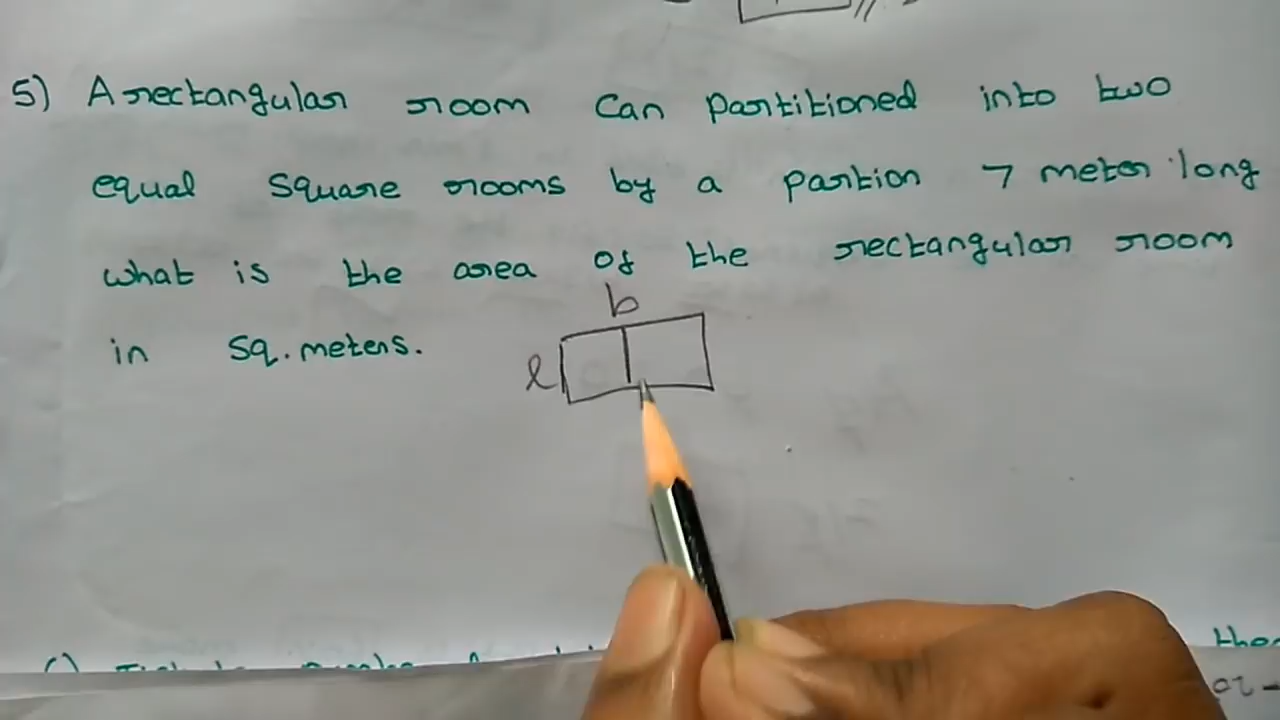 5) A rectangular room can partitioned into two
equal square rooms by a partion 7 meter long
what is the area of the rectangular room
in sq. meters.
b
l